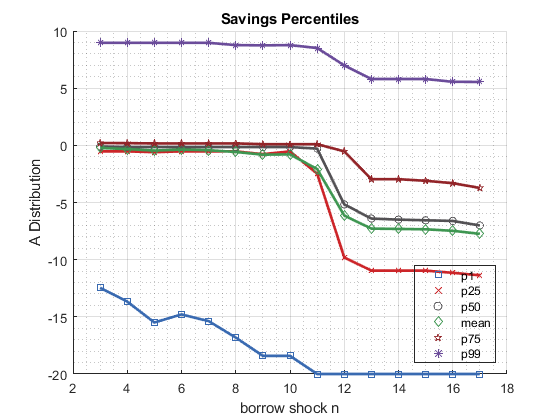 Savings Percentiles
10
5
0
-5
-10
-15
-20
A Distribution
p1
p25
p50
mean
p75
p99
2 4 6 8 10 12 14 16 18
borrow shock n